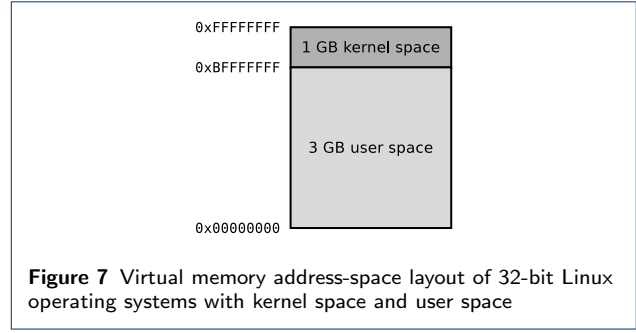 0xFFFFFFFF
1 GB kernel space
0xBFFFFFFF
3 GB user space
0x00000000
Figure 7 Virtual memory address-space layout of 32-bit Linux
operating systems with kernel space and user space